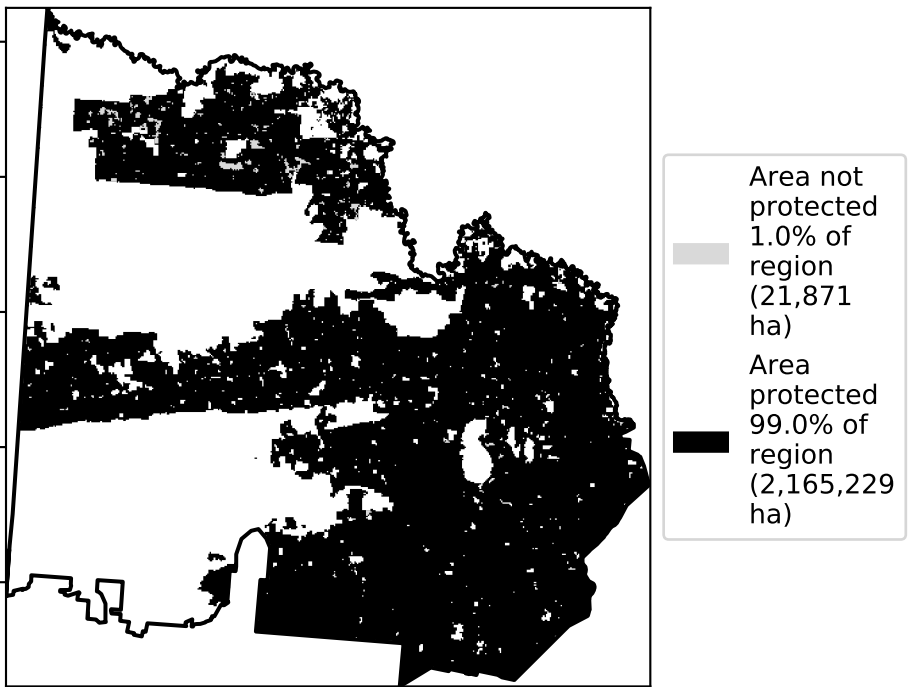 Area not
protected
1.0% of
region
(21,871
ha)
Area
protected
99.0% of
region
(2,165,229
ha)